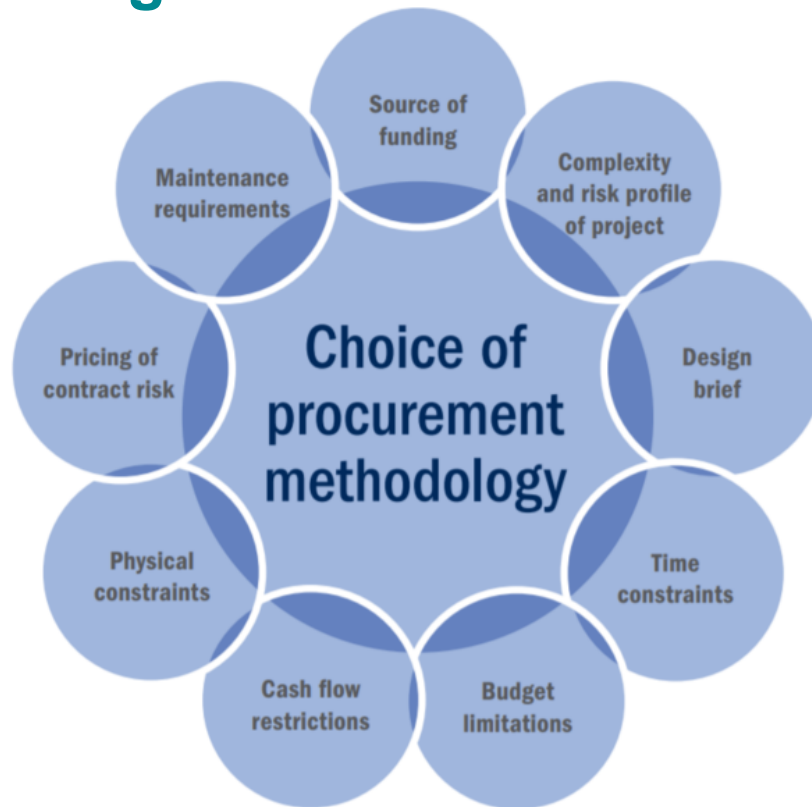 Source of
funding
Complexity
and risk profile
of project
Design
brief
Time
constraints
Budget
limitations
Cash flow
restrictions
Physical
constraints
Pricing of
contract risk
Maintenance
requirements
Choice of
procurement
methodology